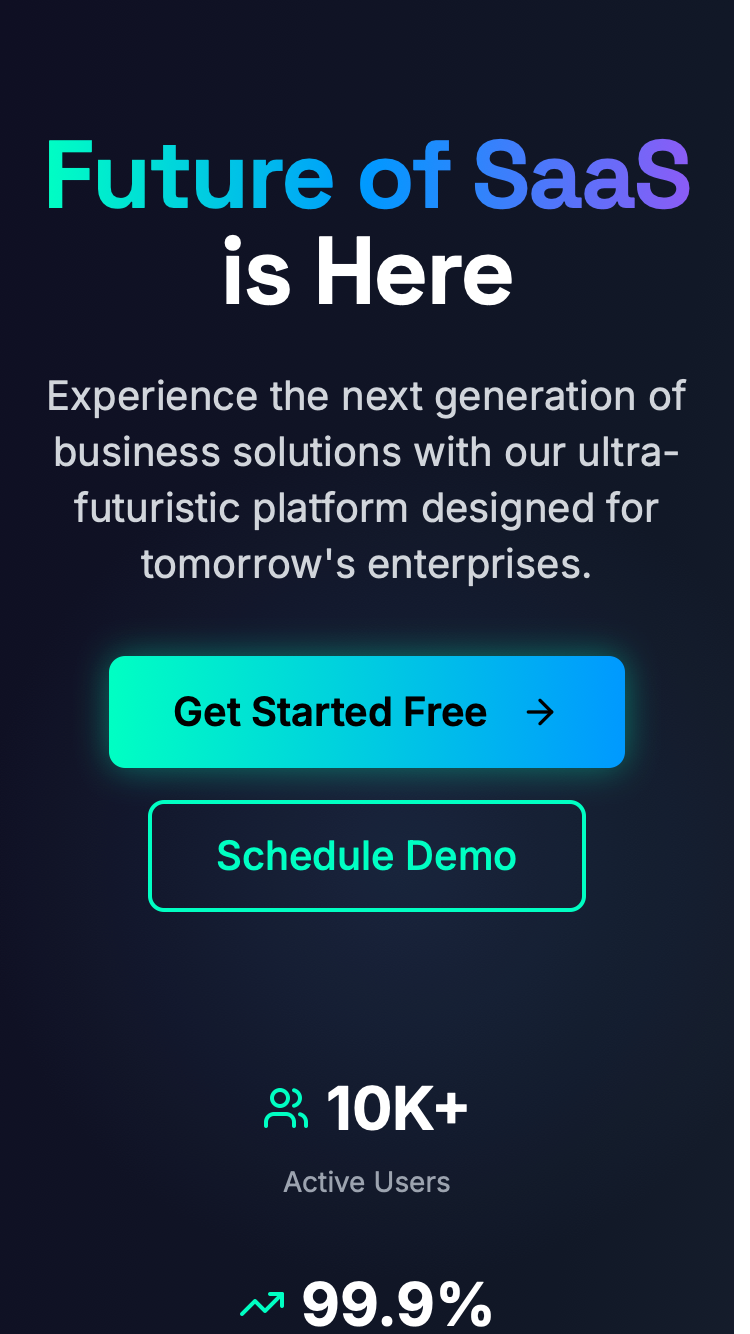 Future of SaaS
is Here
Experience the next generation of
business solutions with our ultra-
futuristic platform designed for
tomorrow's enterprises.
Get Started Free
Schedule Demo
10K+
Active Users
99.9%